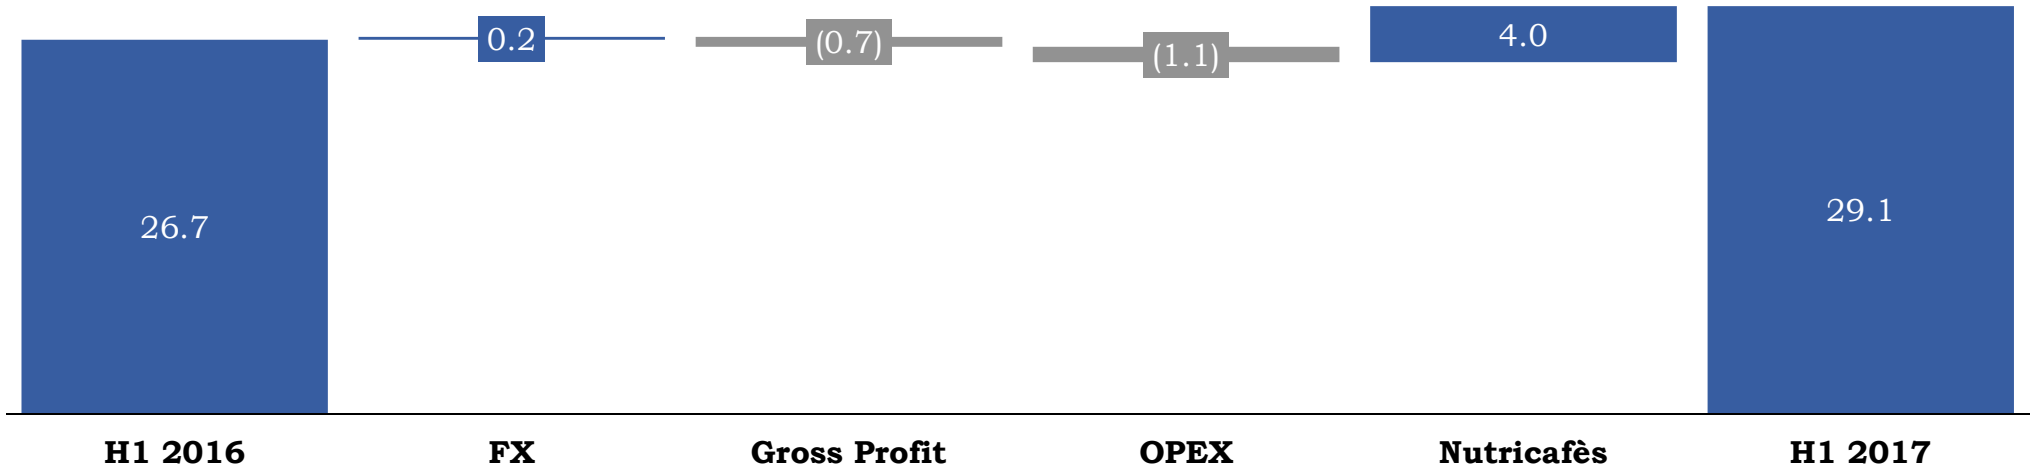 26.7
0.2
(0.7)
(1.1)
4.0
29.1
H1 2016
FX
Gross Profit
OPEX
Nutricafès
H1 2017